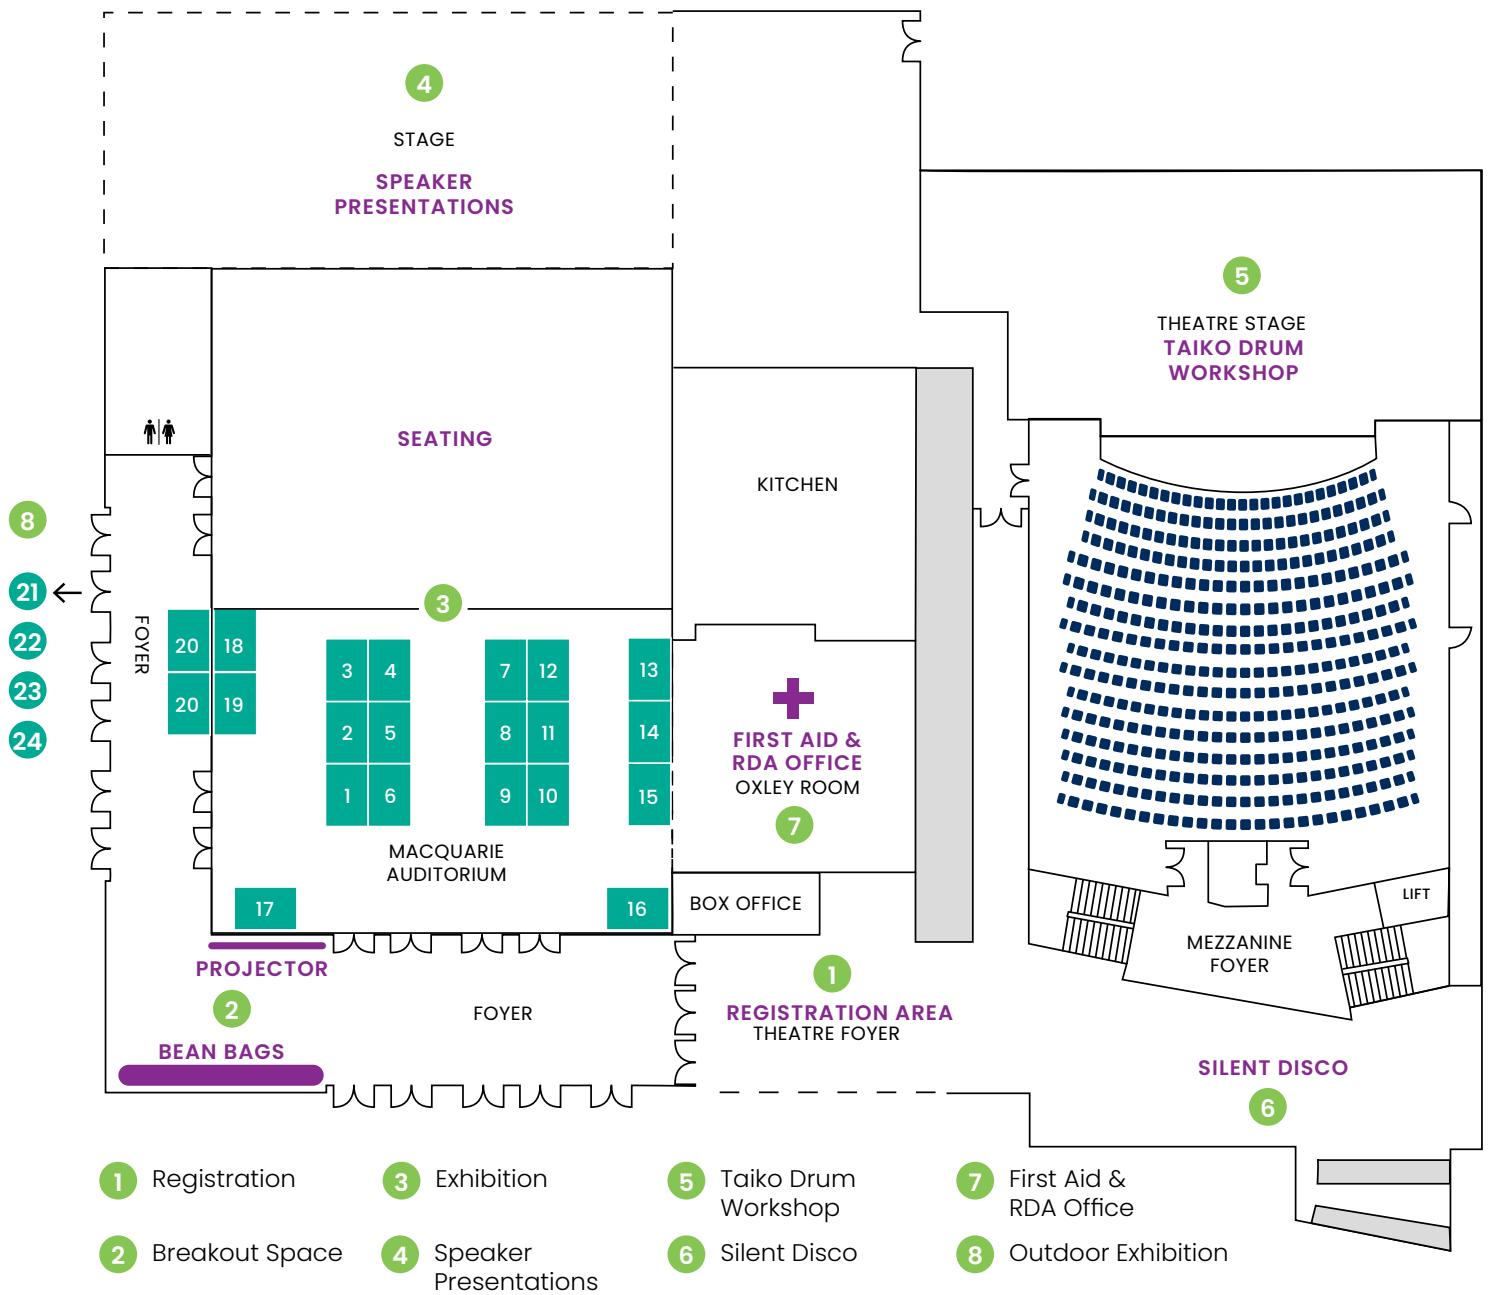 4
STAGE
SPEAKER
PRESENTATIONS
5
THEATRE STAGE
TAIKO DRUM
WORKSHOP
SEATING
KITCHEN
8
21
22
23
24
FOYER
3
20
18
20
19
3
4
2
5
1
6
7
12
8
11
9
10
13
14
15
FIRST AID &
RDA OFFICE
OXLEY ROOM
7
MACQUARIE
AUDITORIUM
17
16
BOX OFFICE
LIFT
MEZZANINE
FOYER
PROJECTOR
2
BEAN BAGS
FOYER
1
REGISTRATION AREA
THEATRE FOYER
SILENT DISCO
6
1 Registration
2 Breakout Space
3 Exhibition
4 Speaker
Presentations
5 Taiko Drum
Workshop
6 Silent Disco
7 First Aid &
RDA Office
8 Outdoor Exhibition